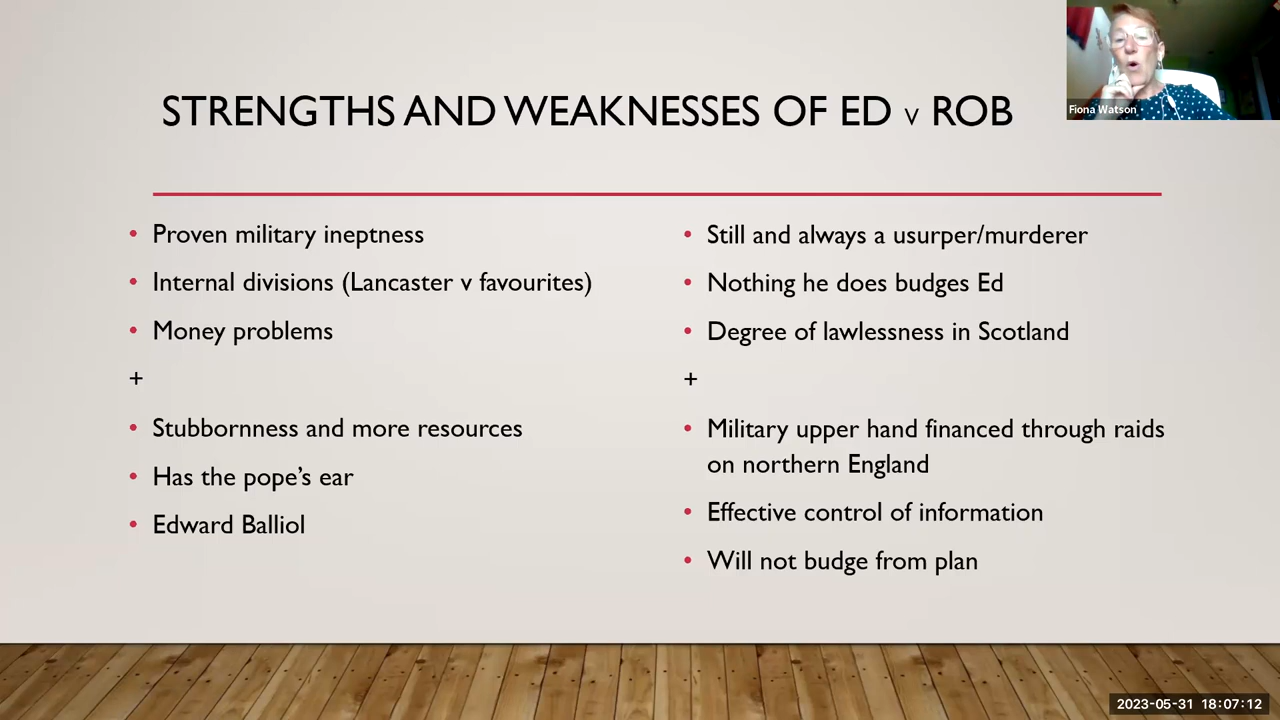 STRENGTHS AND WEAKNESSES OF ED v ROB
Fiona Watson
• Proven military ineptness
• Internal divisions (Lancaster v favourites)
• Money problems
+
• Stubbornness and more resources
• Has the pope’s ear
• Edward Balliol
• Still and always a usurper/murderer
• Nothing he does budges Ed
• Degree of lawlessness in Scotland
+
• Military upper hand financed through raids
on northern England
• Effective control of information
• Will not budge from plan
2023-05-31 18:07:12